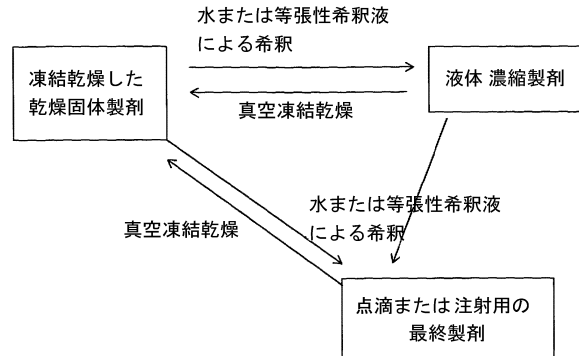 水または等張性希釈液
による希釈
凍結乾燥した
乾燥固体製剤
液体 濃縮製剤
真空凍結乾燥
水または等張性希釈液
による希釈
真空凍結乾燥
点滴または注射用の
最終製剤